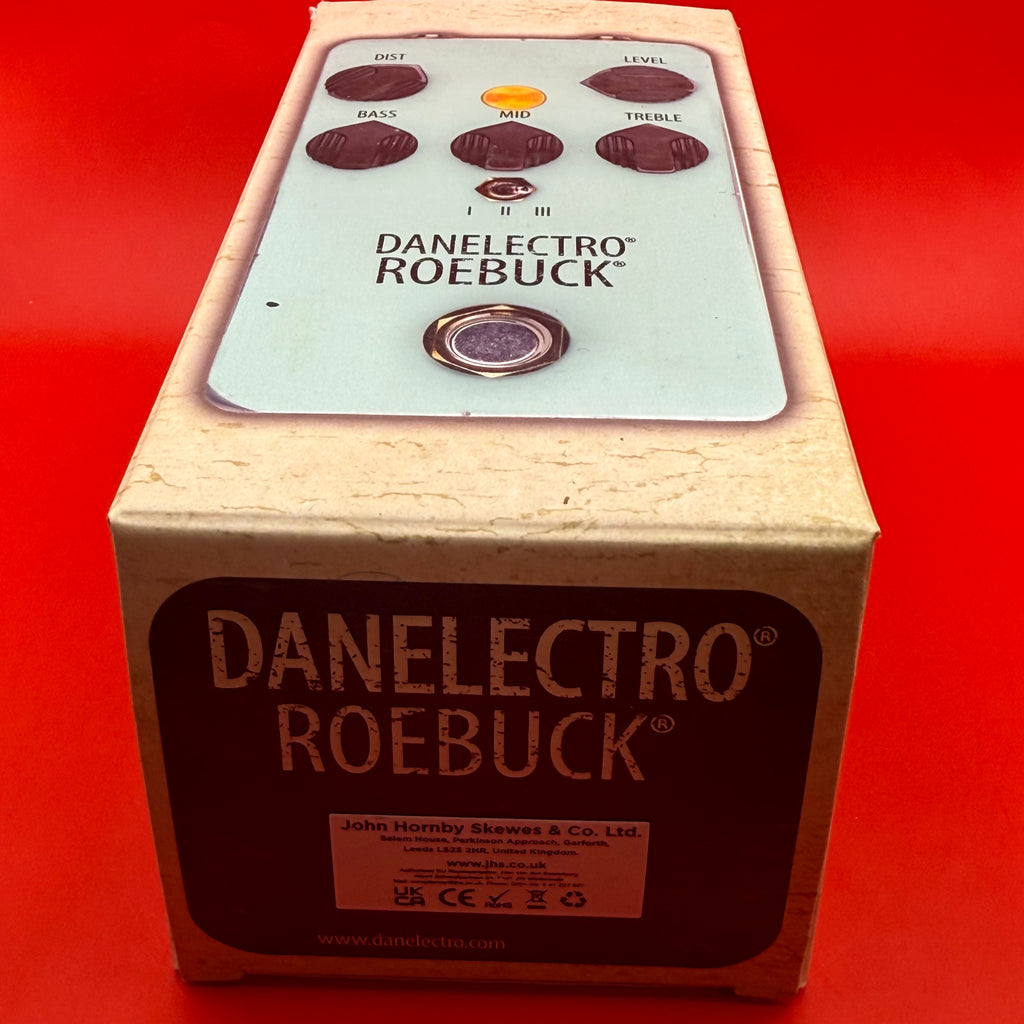 DIST
LEVEL
BASS
MID
TREBLE
I II III
DANELECTRO®
ROEBUCK®
DANELECTRO®
ROEBUCK®
John Hornby Skewes & Co. Ltd.
Salem House, Parkinson Approach, Garforth,
Leeds LS25 2HR, United Kingdom.
www.jhs.co.uk
UK
CA CE RoHS
www.danelectro.com